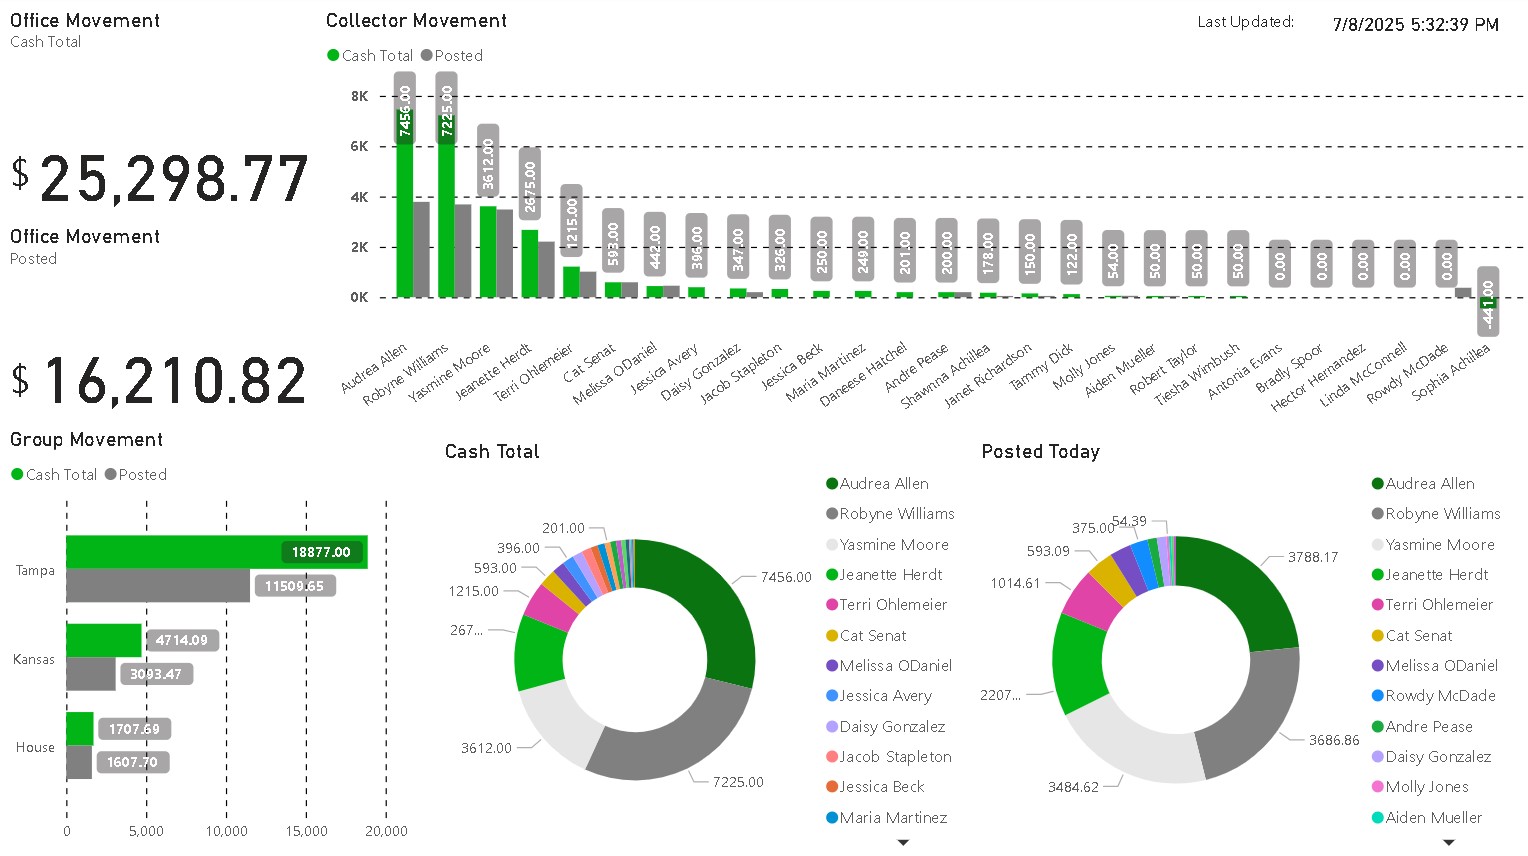 Office Movement
Cash Total
$ 25,298.77
Office Movement
Posted
$ 16,210.82
Collector Movement
Cash Total Posted
Last Updated: 7/8/2025 5:32:39 PM
8K
6K
4K
2K
0K
7456.00
7225.00
3612.00
2675.00
1215.00
593.00
442.00
396.00
347.00
326.00
250.00
249.00
201.00
200.00
178.00
150.00
122.00
54.00
50.00
50.00
50.00
0.00
0.00
0.00
0.00
0.00
-441.00
Audrea Allen
Robyne Williams
Yasmine Moore
Jeanette Herdt
Terri Ohlemeier
Cat Senat
Melissa ODaniel
Jessica Avery
Daisy Gonzalez
Jacob Stapleton
Jessica Beck
Maria Martinez
Daneese Hatchel
Andre Pease
Shawnna Achillea
Janet Richardson
Tammy Dick
Molly Jones
Aiden Mueller
Robert Taylor
Tiesha Wimbush
Antonia Evans
Bradly Spoor
Hector Hernandez
Linda McConnell
Rowdy McDade
Sophia Achillea
Group Movement
Cash Total Posted
Tampa
18877.00
11509.65
Kansas
4714.09
3093.47
House
1707.69
1607.70
0 5,000 10,000 15,000 20,000
Cash Total
201.00
396.00
593.00
1215.00
267...
3612.00
7456.00
7225.00
Audrea Allen
Robyne Williams
Yasmine Moore
Jeanette Herdt
Terri Ohlemeier
Cat Senat
Melissa ODaniel
Jessica Avery
Daisy Gonzalez
Jacob Stapleton
Jessica Beck
Maria Martinez
Posted Today
54.39
375.00
593.09
1014.61
2207...
3484.62
3788.17
3686.86
Audrea Allen
Robyne Williams
Yasmine Moore
Jeanette Herdt
Terri Ohlemeier
Cat Senat
Melissa ODaniel
Rowdy McDade
Andre Pease
Daisy Gonzalez
Molly Jones
Aiden Mueller